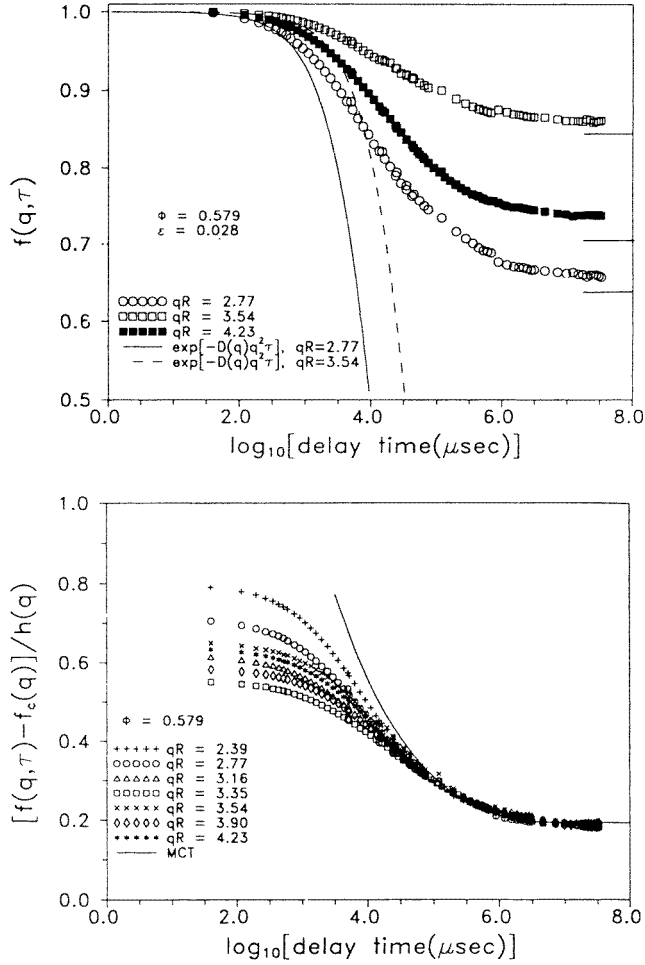 1.0
0.9
0.8
0.7
0.6
0.5
f(q,τ)
Φ = 0.579
ε = 0.028
qR = 2.77
qR = 3.54
qR = 4.23
exp[-D(q)q²τ], qR=2.77
exp[-D(q)q²τ], qR=3.54
0.0 2.0 4.0 6.0 8.0
log₁₀[delay time(μsec)]
1.0
0.8
0.6
0.4
0.2
0.0
[f(q,τ)-f_c(q)]/h(q)
Φ = 0.579
qR = 2.39
qR = 2.77
qR = 3.16
qR = 3.35
qR = 3.54
qR = 3.90
qR = 4.23
MCT
0.0 2.0 4.0 6.0 8.0
log₁₀[delay time(μsec)]